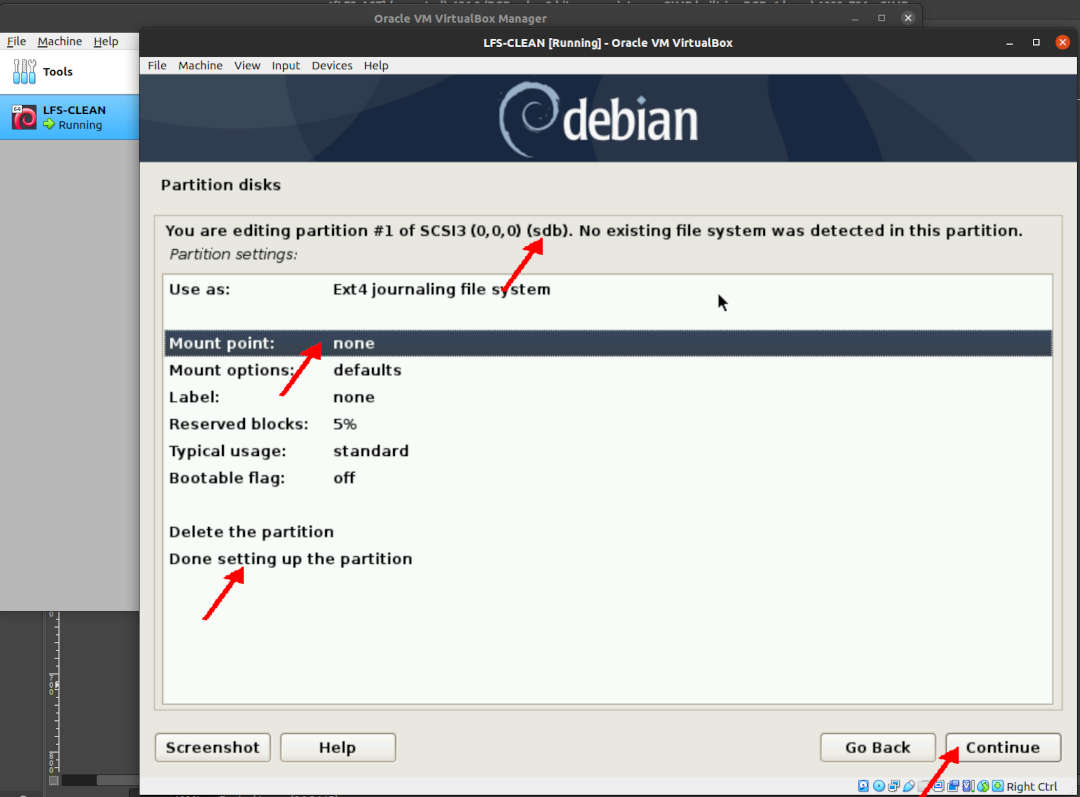 Oracle VM VirtualBox Manager
File Machine Help
LFS-CLEAN [Running] - Oracle VM VirtualBox
File Machine View Input Devices Help
Tools
64
LFS-CLEAN
Running
debian
Partition disks
You are editing partition #1 of SCSI3 (0,0,0) (sdb). No existing file system was detected in this partition.
Partition settings:
Use as: Ext4 journaling file system
Mount point: none
Mount options: defaults
Label: none
Reserved blocks: 5%
Typical usage: standard
Bootable flag: off
Delete the partition
Done setting up the partition
Screenshot Help Go Back Continue
Right Ctrl